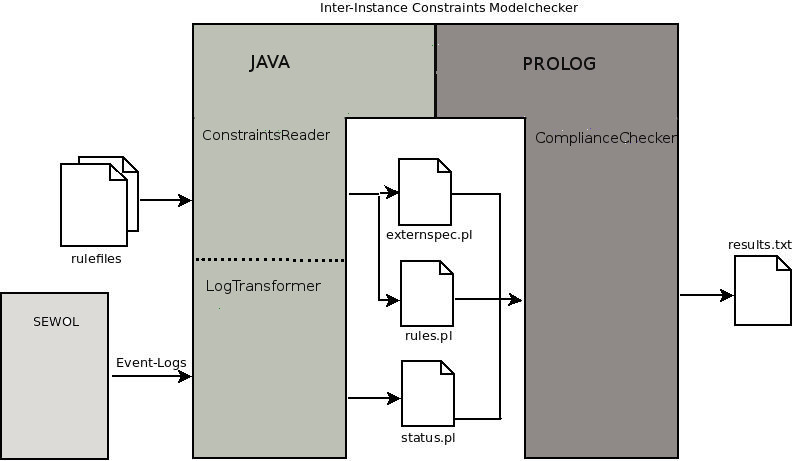 Inter-Instance Constraints Modelchecker
JAVA
PROLOG
ConstraintsReader
ComplianceChecker
externspec.pl
rulefiles
results.txt
LogTransformer
SEWOL
rules.pl
Event-Logs
status.pl